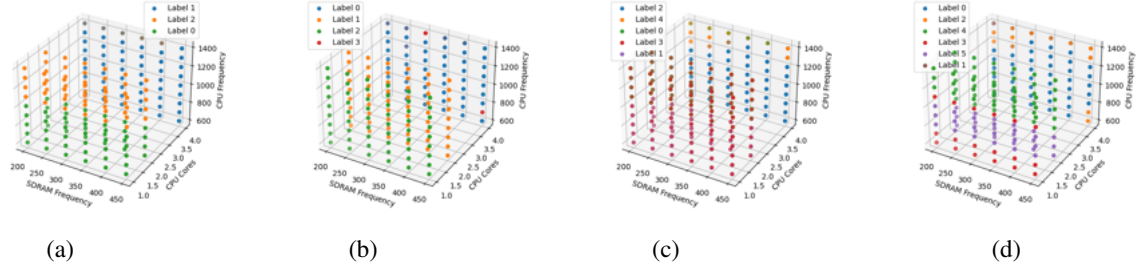 Label 1
Label 2
Label 0
1400
1200
1000
800
600
CPU Frequency
4.0
3.5
3.0
2.5
2.0
1.5
1.0
CPU Cores
200
250
300
350
400
450
SDRAM Frequency
(a)
Label 0
Label 1
Label 2
Label 3
1400
1200
1000
800
600
CPU Frequency
4.0
3.5
3.0
2.5
2.0
1.5
1.0
CPU Cores
200
250
300
350
400
450
SDRAM Frequency
(b)
Label 2
Label 4
Label 0
Label 3
Label 1
1400
1200
1000
800
600
CPU Frequency
4.0
3.5
3.0
2.5
2.0
1.5
1.0
CPU Cores
200
250
300
350
400
450
SDRAM Frequency
(c)
Label 0
Label 2
Label 4
Label 3
Label 5
Label 1
1400
1200
1000
800
600
CPU Frequency
4.0
3.5
3.0
2.5
2.0
1.5
1.0
CPU Cores
200
250
300
350
400
450
SDRAM Frequency
(d)